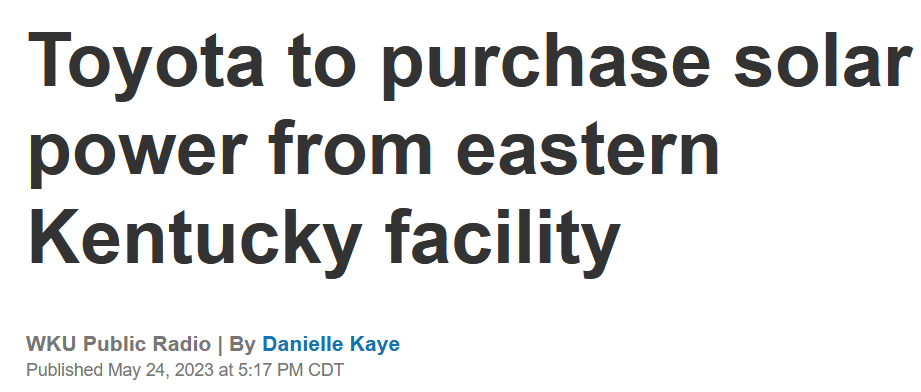 Toyota to purchase solar
power from eastern
Kentucky facility
WKU Public Radio | By Danielle Kaye
Published May 24, 2023 at 5:17 PM CDT